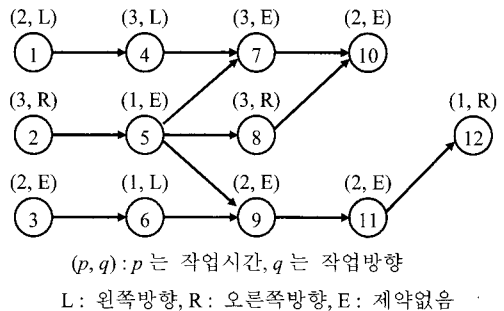 (2, L) (3, L) (3, E) (2, E)
1 4 7 10
(3, R) (1, E) (3, R) (1, R)
2 5 8 12
(2, E) (1, L) (2, E) (2, E)
3 6 9 11
(p, q) : p 는 작업시간, q 는 작업방향
L : 왼쪽방향, R : 오른쪽방향, E : 제약없음